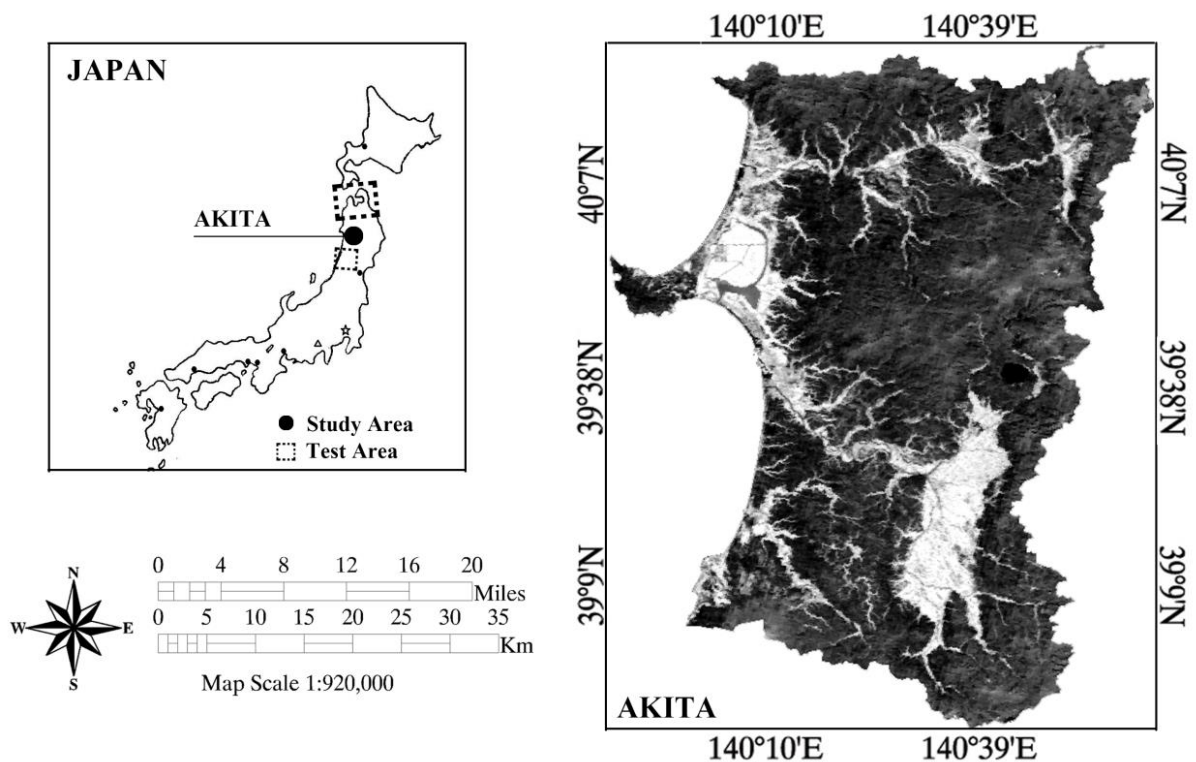 JAPAN
AKITA
Study Area
Test Area
N
W
E
S
0 4 8 12 16 20
Miles
0 5 10 15 20 25 30 35
Km
Map Scale 1:920,000
140°10'E 140°39'E
40°7'N
40°7'N
39°38'N
39°38'N
39°9'N
39°9'N
AKITA
140°10'E 140°39'E